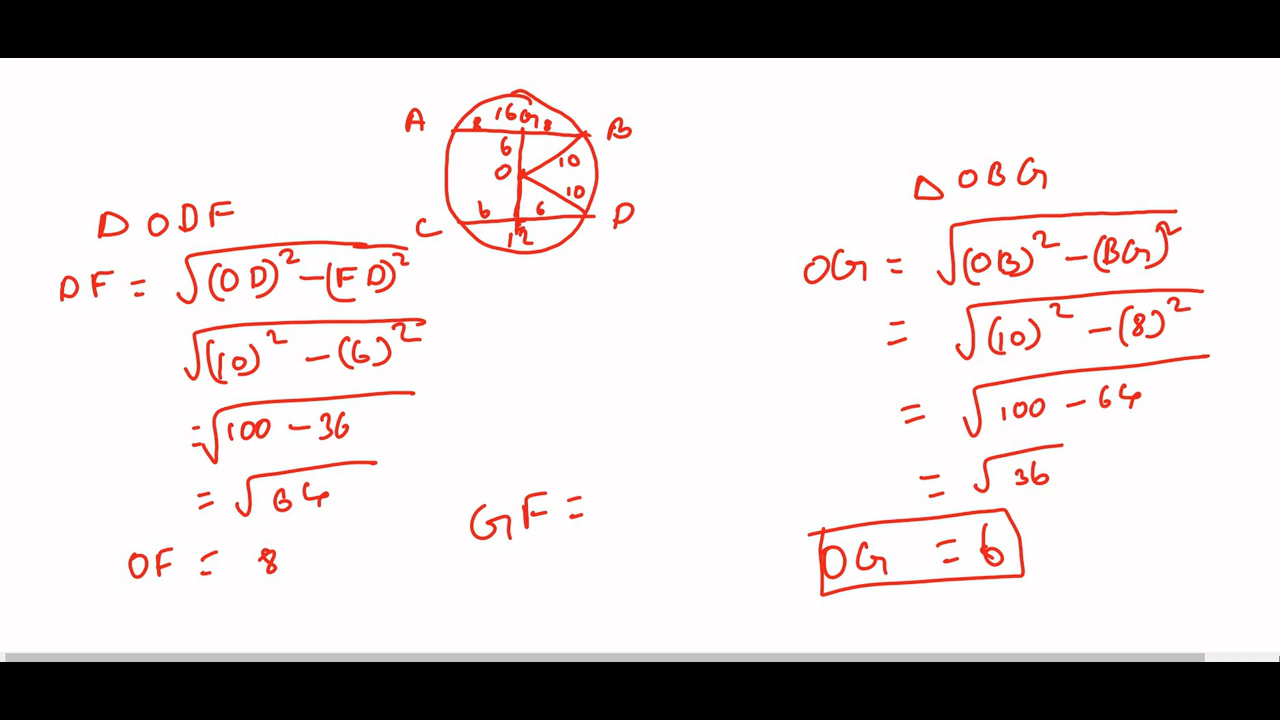 A 16 G B
8 8
6
O 10
10
C 6 6 D
12
Δ ODF
DF = √(OD)² – (FD)²
√(10)² – (6)²
= √100 – 36
= √64
OF = 8
GF =
Δ OBG
OG = √(OB)² – (BG)²
= √(10)² – (8)²
= √100 – 64
= √36
OG = 6